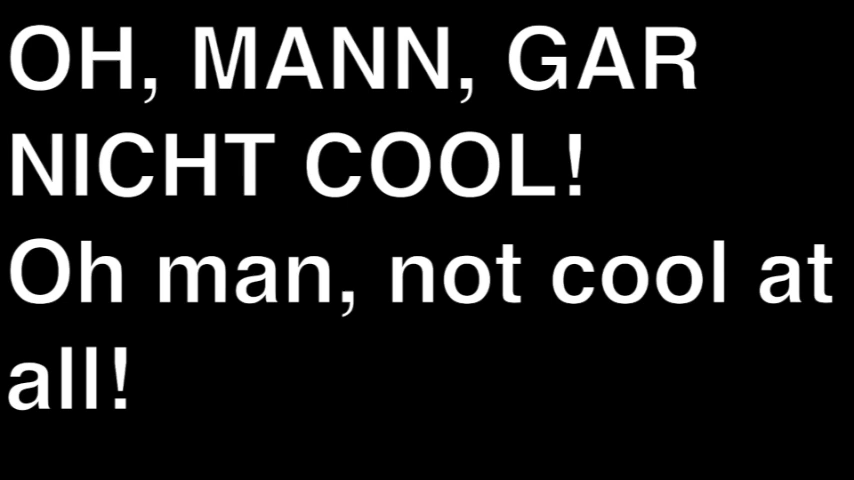 OH, MANN, GAR
NICHT COOL!
Oh man, not cool at
all!